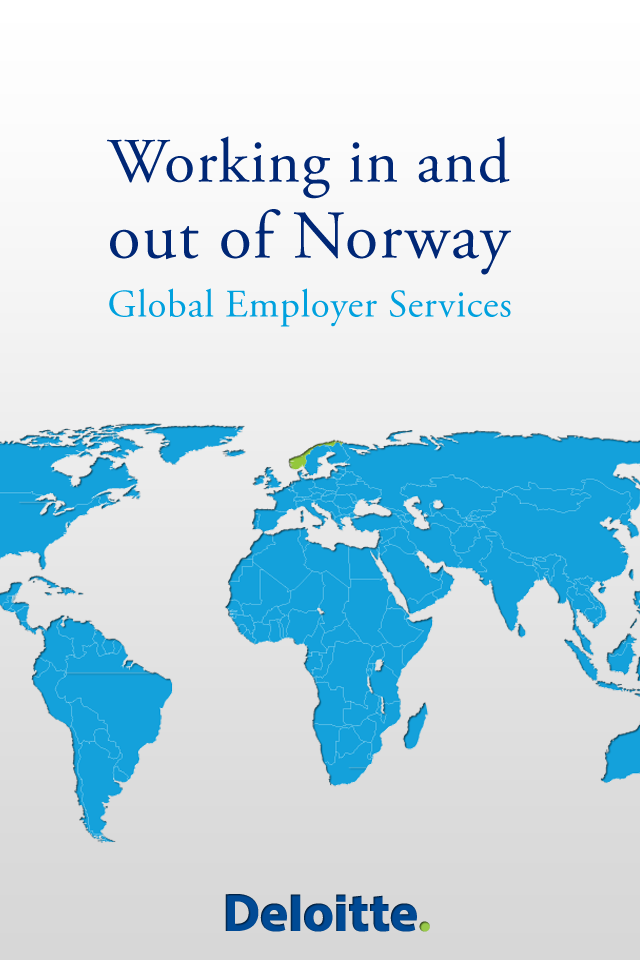 Working in and
out of Norway
Global Employer Services
Deloitte.